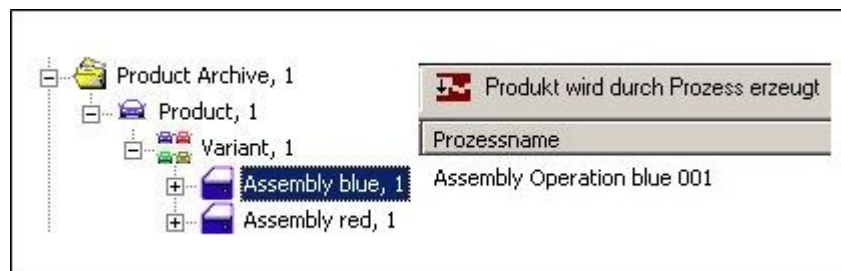 Product Archive, 1
Product, 1
Variant, 1
Assembly blue, 1
Assembly red, 1
Produkt wird durch Prozess erzeugt
Prozessname
Assembly Operation blue 001